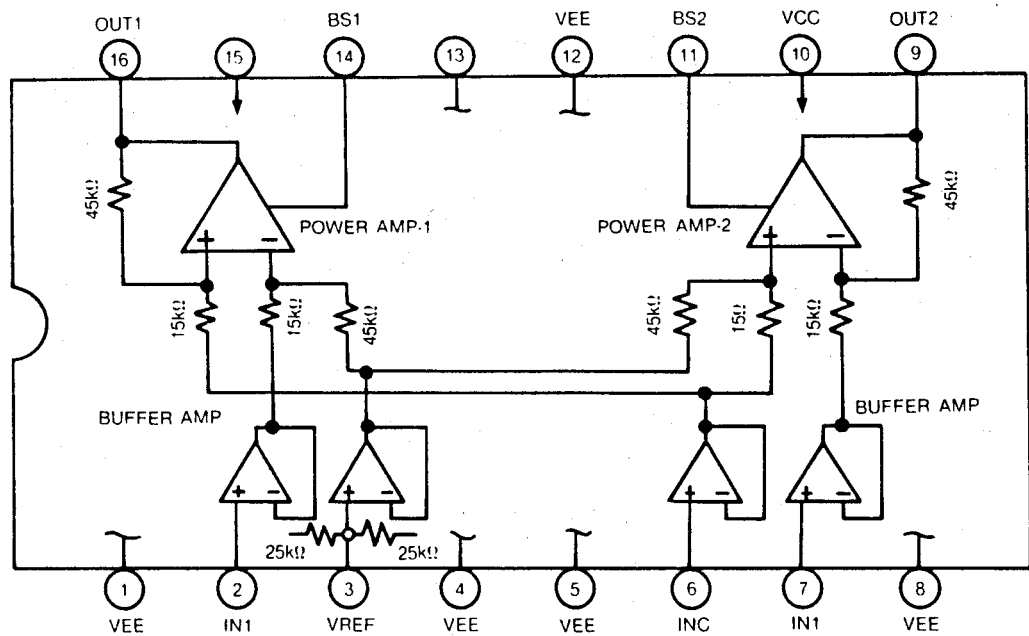 OUT1 BS1 VEE BS2 VCC OUT2
16 15 14 13 12 11 10 9
45kΩ 45kΩ
+ − POWER AMP-1 POWER AMP-2 + −
15kΩ 15kΩ 45kΩ 45kΩ 15Ω 15kΩ
BUFFER AMP BUFFER AMP
+ − + − + − + −
25kΩ 25kΩ
1 2 3 4 5 6 7 8
VEE IN1 VREF VEE VEE INC IN1 VEE